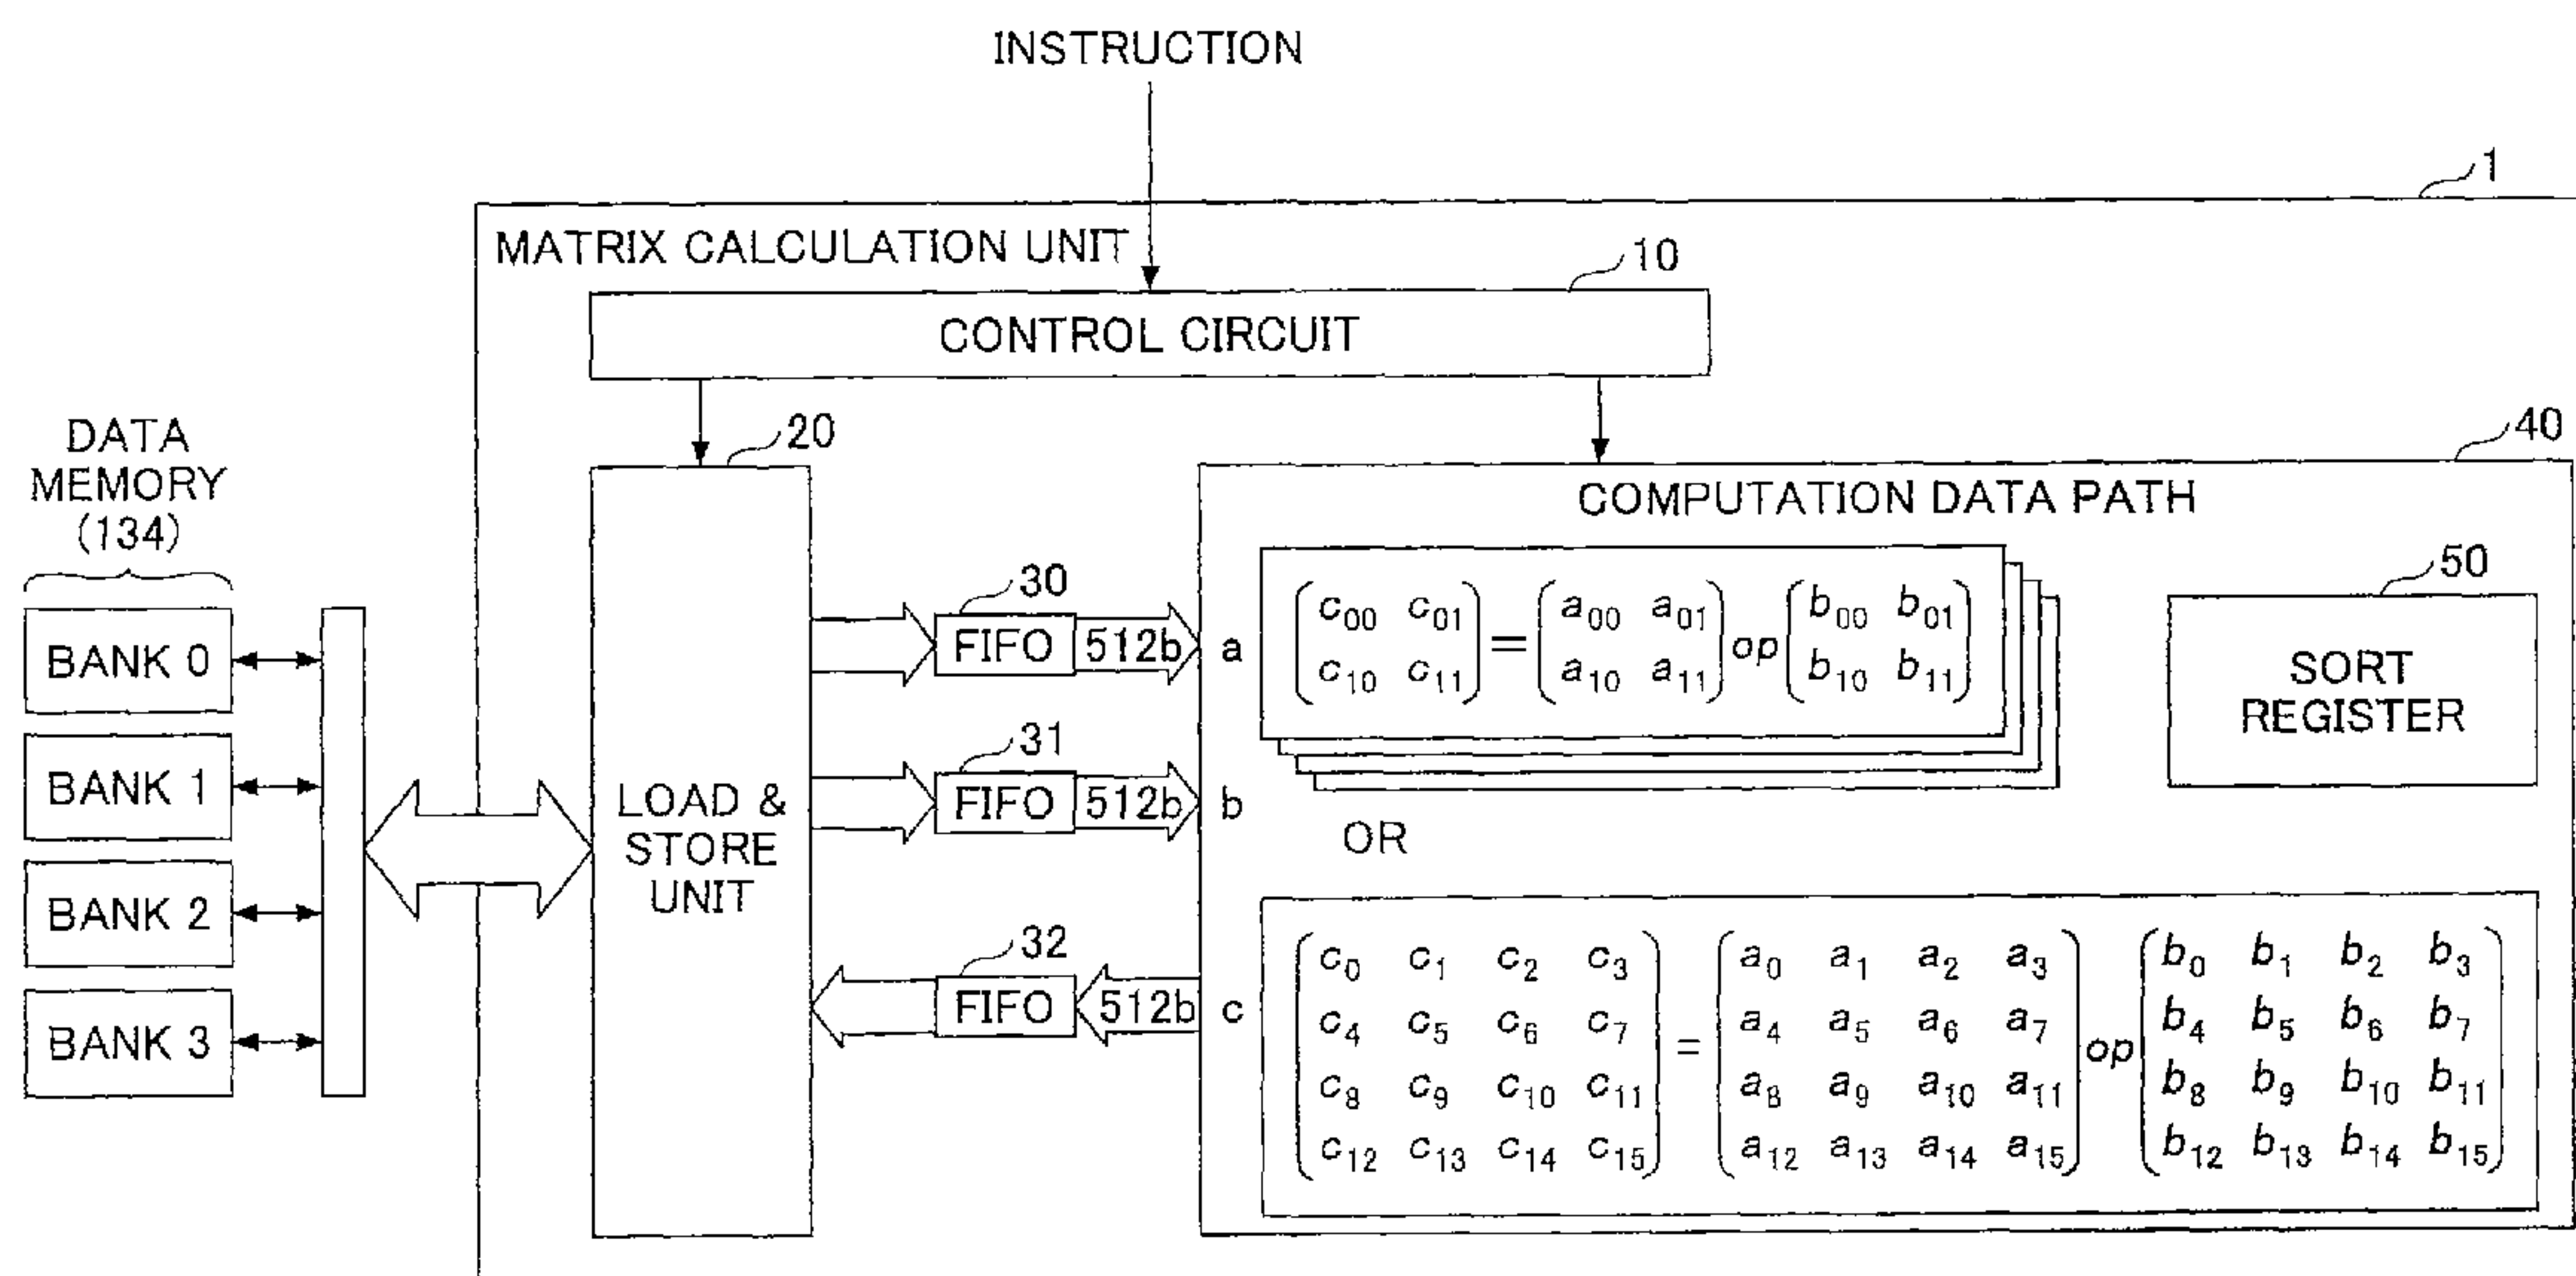 INSTRUCTION
1
MATRIX CALCULATION UNIT
10
CONTROL CIRCUIT
DATA
MEMORY
(134)
20
40
COMPUTATION DATA PATH
BANK 0
BANK 1
BANK 2
BANK 3
LOAD &
STORE
UNIT
30
FIFO 512b a
31
FIFO 512b b
32
FIFO 512b c
c₀₀ c₀₁ a₀₀ a₀₁ b₀₀ b₀₁
= op
c₁₀ c₁₁ a₁₀ a₁₁ b₁₀ b₁₁
50
SORT
REGISTER
OR
c₀ c₁ c₂ c₃ a₀ a₁ a₂ a₃ b₀ b₁ b₂ b₃
c₄ c₅ c₆ c₇ a₄ a₅ a₆ a₇ b₄ b₅ b₆ b₇
= op
c₈ c₉ c₁₀ c₁₁ a₈ a₉ a₁₀ a₁₁ b₈ b₉ b₁₀ b₁₁
c₁₂ c₁₃ c₁₄ c₁₅ a₁₂ a₁₃ a₁₄ a₁₅ b₁₂ b₁₃ b₁₄ b₁₅